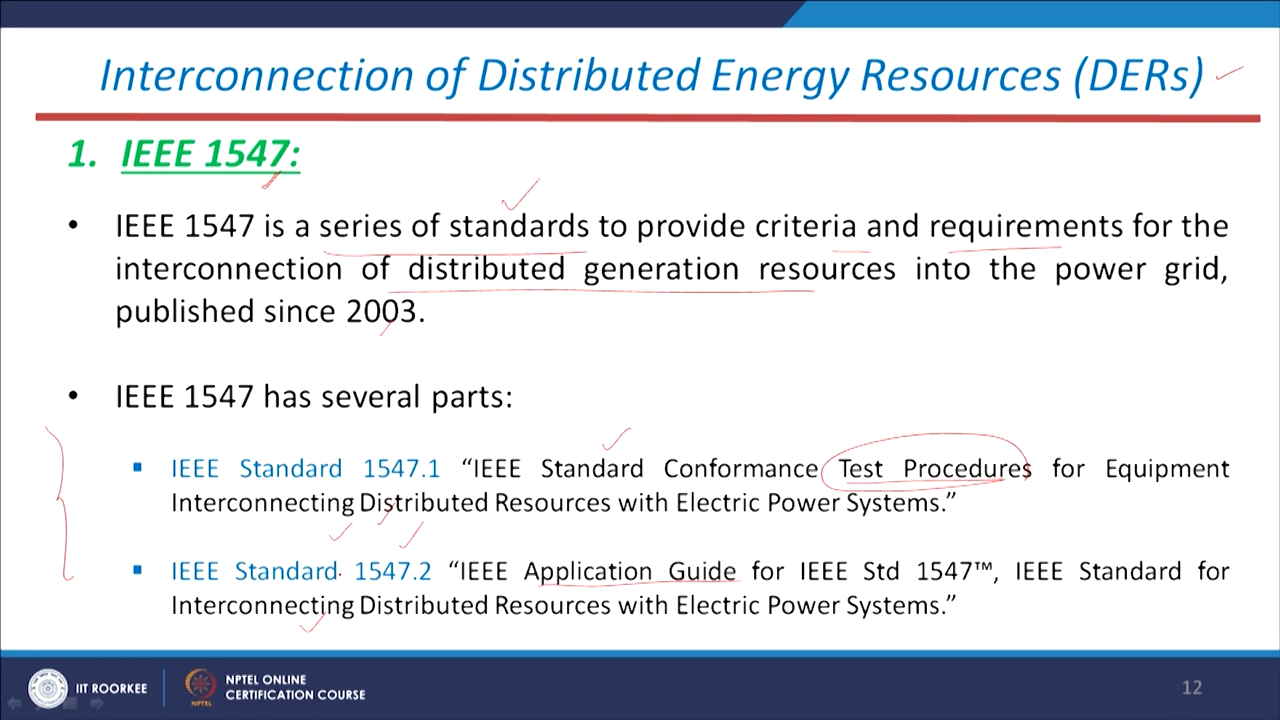 Interconnection of Distributed Energy Resources (DERs)
1. IEEE 1547:
• IEEE 1547 is a series of standards to provide criteria and requirements for the
interconnection of distributed generation resources into the power grid,
published since 2003.
• IEEE 1547 has several parts:
▪ IEEE Standard 1547.1 “IEEE Standard Conformance Test Procedures for Equipment
Interconnecting Distributed Resources with Electric Power Systems.”
▪ IEEE Standard 1547.2 “IEEE Application Guide for IEEE Std 1547™, IEEE Standard for
Interconnecting Distributed Resources with Electric Power Systems.”
IIT ROORKEE
NPTEL ONLINE
CERTIFICATION COURSE
NPTEL
12